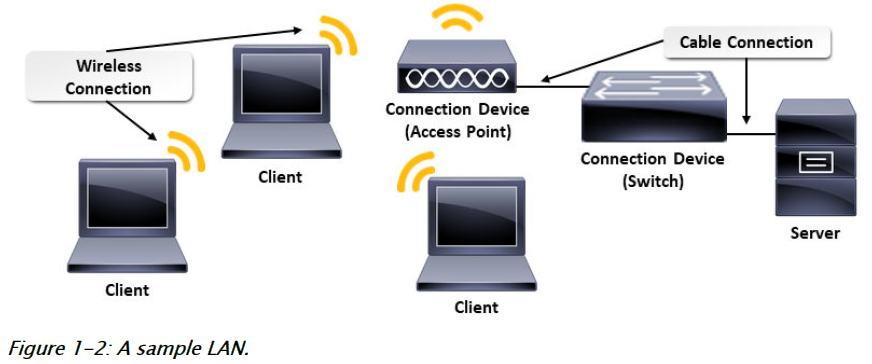 Wireless
Connection
Cable Connection
Connection Device
(Access Point)
Client
Connection Device
(Switch)
Server
Client
Client
Figure 1-2: A sample LAN.